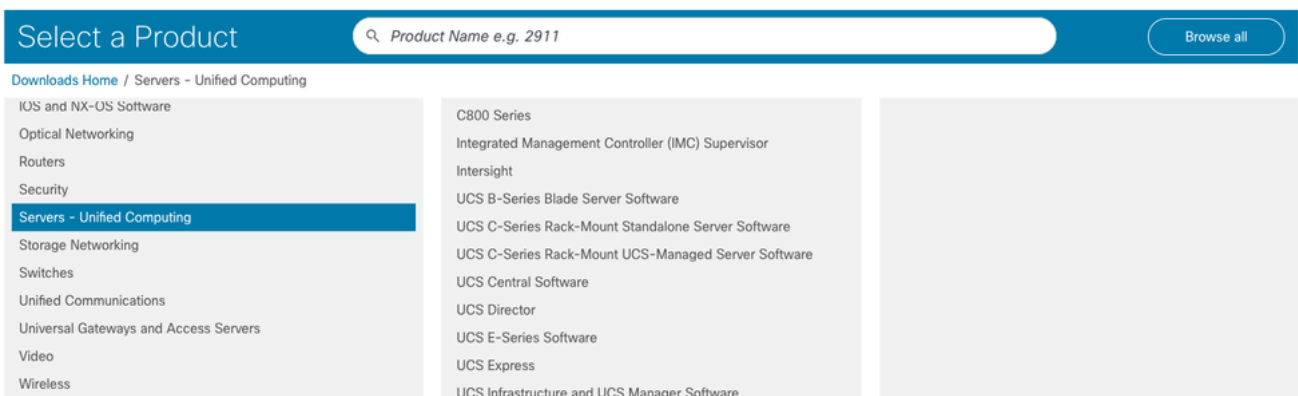 Select a Product
Product Name e.g. 2911
Browse all
Downloads Home / Servers - Unified Computing
IOS and NX-OS Software
Optical Networking
Routers
Security
Servers - Unified Computing
Storage Networking
Switches
Unified Communications
Universal Gateways and Access Servers
Video
Wireless
C800 Series
Integrated Management Controller (IMC) Supervisor
Intersight
UCS B-Series Blade Server Software
UCS C-Series Rack-Mount Standalone Server Software
UCS C-Series Rack-Mount UCS-Managed Server Software
UCS Central Software
UCS Director
UCS E-Series Software
UCS Express
UCS Infrastructure and UCS Manager Software